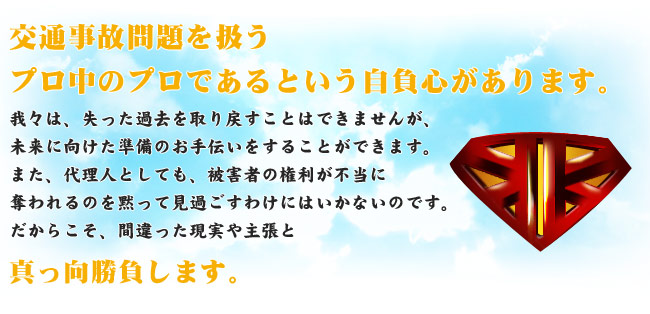 交通事故問題を扱う
プロ中のプロであるという自負心があります。
我々は、失った過去を取り戻すことはできませんが、
未来に向けた準備のお手伝いをすることができます。
また、代理人としても、被害者の権利が不当に
奪われるのを黙って見過ごすわけにはいかないのです。
だからこそ、間違った現実や主張と
真っ向勝負します。